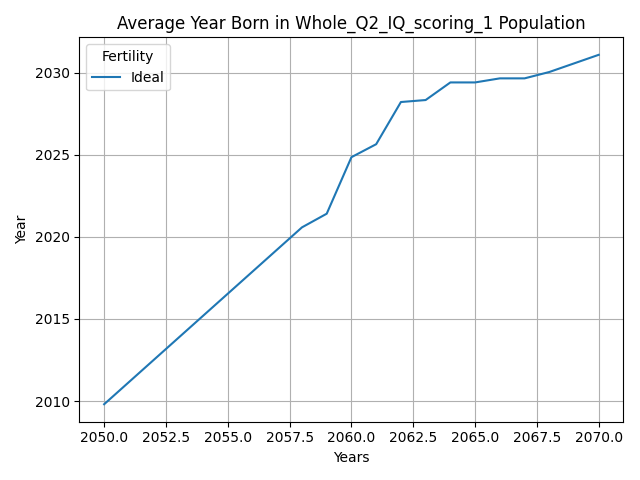 Average Year Born in Whole_Q2_IQ_scoring_1 Population
Fertility
Ideal
Year
2030
2025
2020
2015
2010
2050.0 2052.5 2055.0 2057.5 2060.0 2062.5 2065.0 2067.5 2070.0
Years